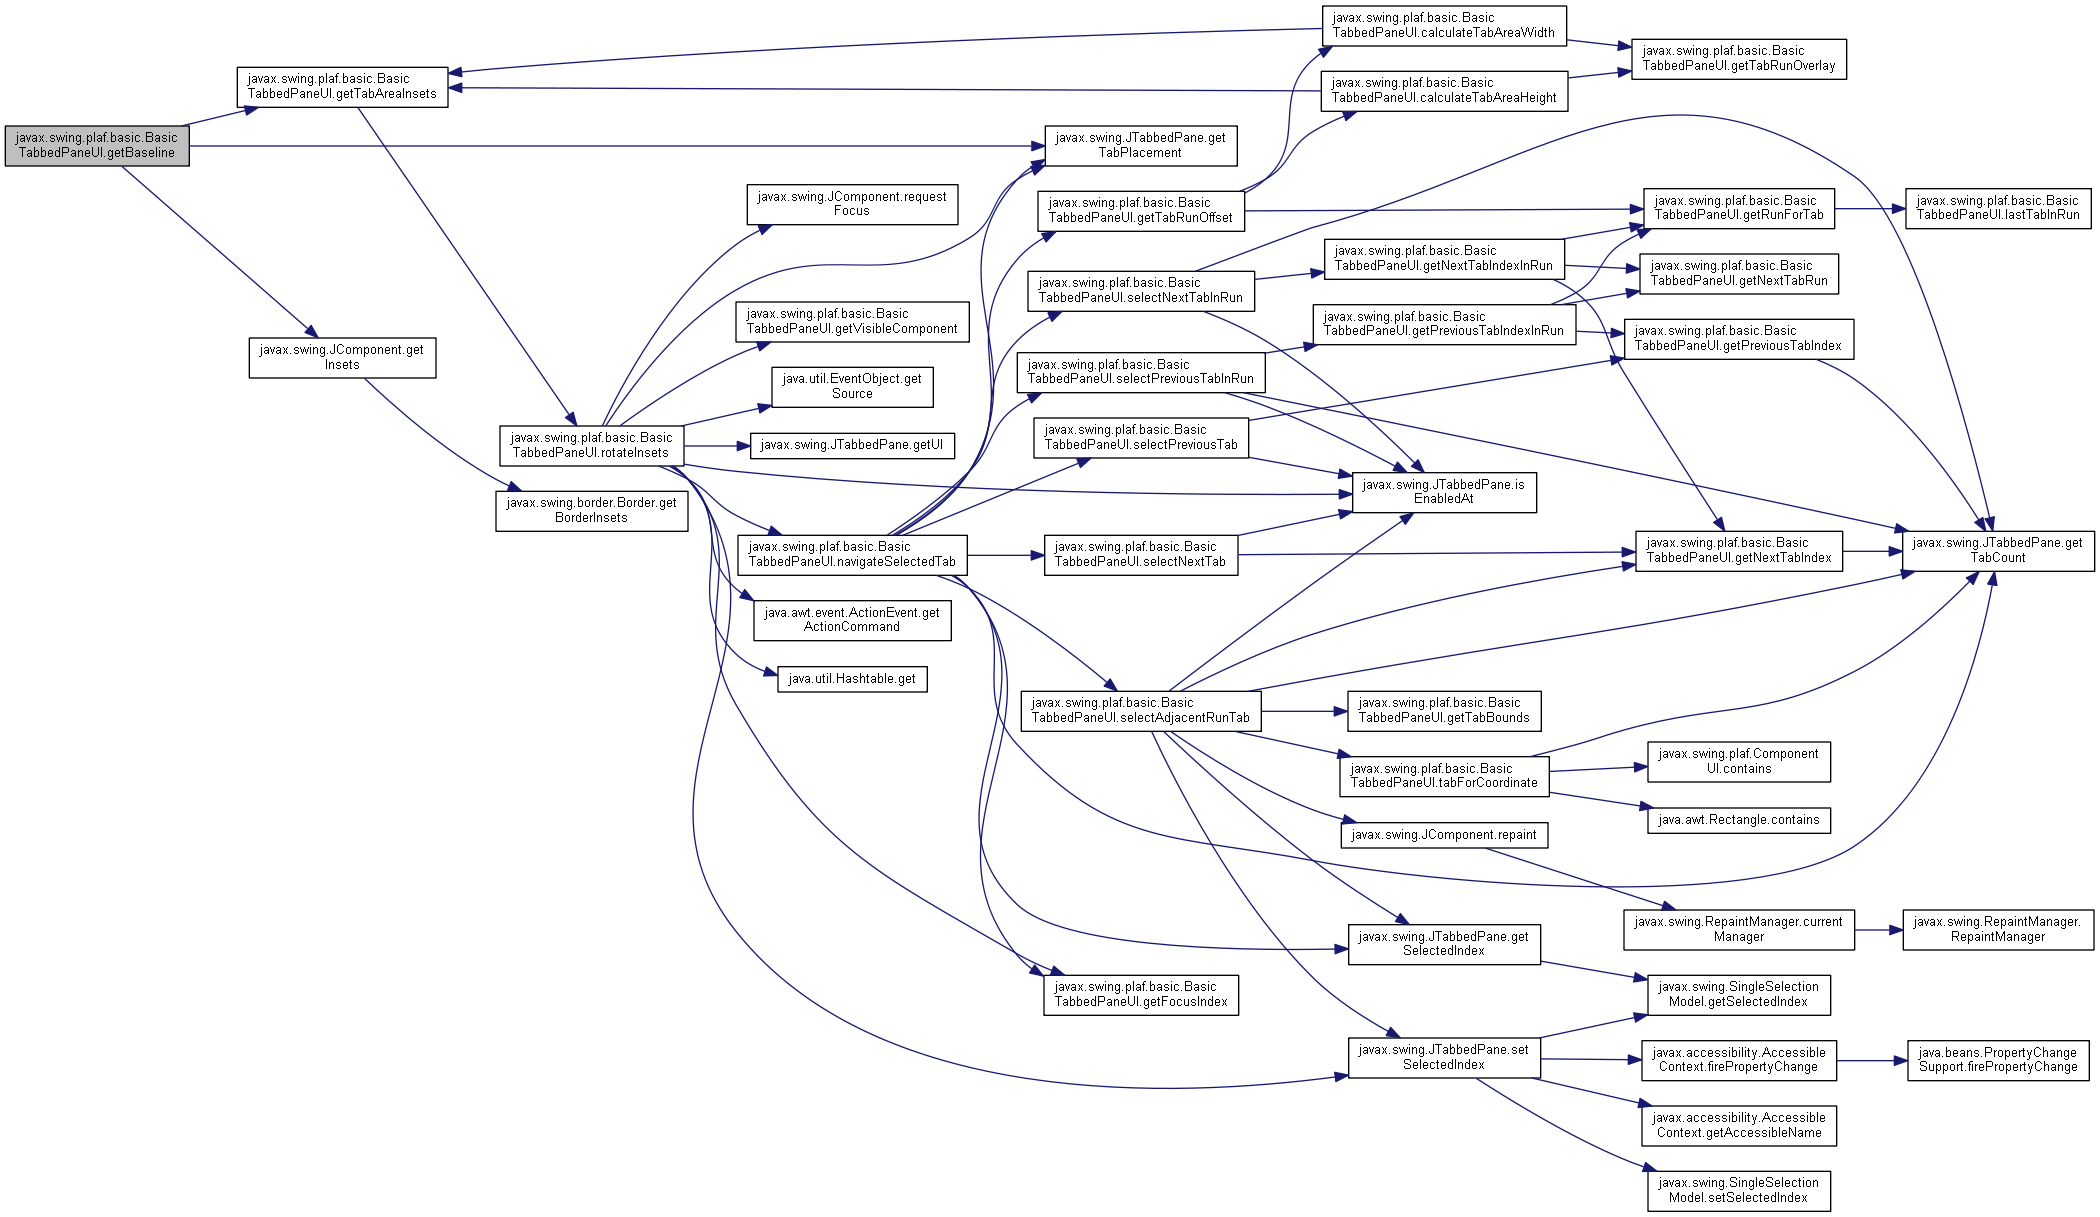 javax.swing.plaf.basic.Basic
TabbedPaneUI.getBaseline
javax.swing.plaf.basic.Basic
TabbedPaneUI.getTabAreaInsets
javax.swing.JComponent.get
Insets
javax.swing.plaf.basic.Basic
TabbedPaneUI.rotateInsets
javax.swing.border.Border.get
BorderInsets
javax.swing.JComponent.request
Focus
javax.swing.plaf.basic.Basic
TabbedPaneUI.getVisibleComponent
java.util.EventObject.get
Source
javax.swing.JTabbedPane.getUI
javax.swing.plaf.basic.Basic
TabbedPaneUI.navigateSelectedTab
java.awt.event.ActionEvent.get
ActionCommand
java.util.Hashtable.get
javax.swing.JTabbedPane.get
TabPlacement
javax.swing.plaf.basic.Basic
TabbedPaneUI.getTabRunOffset
javax.swing.plaf.basic.Basic
TabbedPaneUI.selectNextTabInRun
javax.swing.plaf.basic.Basic
TabbedPaneUI.selectPreviousTabInRun
javax.swing.plaf.basic.Basic
TabbedPaneUI.selectPreviousTab
javax.swing.plaf.basic.Basic
TabbedPaneUI.selectNextTab
javax.swing.plaf.basic.Basic
TabbedPaneUI.selectAdjacentRunTab
javax.swing.plaf.basic.Basic
TabbedPaneUI.getFocusIndex
javax.swing.plaf.basic.Basic
TabbedPaneUI.calculateTabAreaWidth
javax.swing.plaf.basic.Basic
TabbedPaneUI.calculateTabAreaHeight
javax.swing.plaf.basic.Basic
TabbedPaneUI.getNextTabIndexInRun
javax.swing.plaf.basic.Basic
TabbedPaneUI.getPreviousTabIndexInRun
javax.swing.JTabbedPane.is
EnabledAt
javax.swing.plaf.basic.Basic
TabbedPaneUI.getTabBounds
javax.swing.plaf.basic.Basic
TabbedPaneUI.tabForCoordinate
javax.swing.JComponent.repaint
javax.swing.JTabbedPane.get
SelectedIndex
javax.swing.JTabbedPane.set
SelectedIndex
javax.swing.plaf.basic.Basic
TabbedPaneUI.getTabRunOverlay
javax.swing.plaf.basic.Basic
TabbedPaneUI.getRunForTab
javax.swing.plaf.basic.Basic
TabbedPaneUI.getNextTabRun
javax.swing.plaf.basic.Basic
TabbedPaneUI.getPreviousTabIndex
javax.swing.plaf.basic.Basic
TabbedPaneUI.getNextTabIndex
javax.swing.plaf.Component
UI.contains
java.awt.Rectangle.contains
javax.swing.RepaintManager.current
Manager
javax.swing.SingleSelection
Model.getSelectedIndex
javax.accessibility.Accessible
Context.firePropertyChange
javax.accessibility.Accessible
Context.getAccessibleName
javax.swing.SingleSelection
Model.setSelectedIndex
javax.swing.plaf.basic.Basic
TabbedPaneUI.lastTabInRun
javax.swing.JTabbedPane.get
TabCount
javax.swing.RepaintManager.
RepaintManager
java.beans.PropertyChange
Support.firePropertyChange